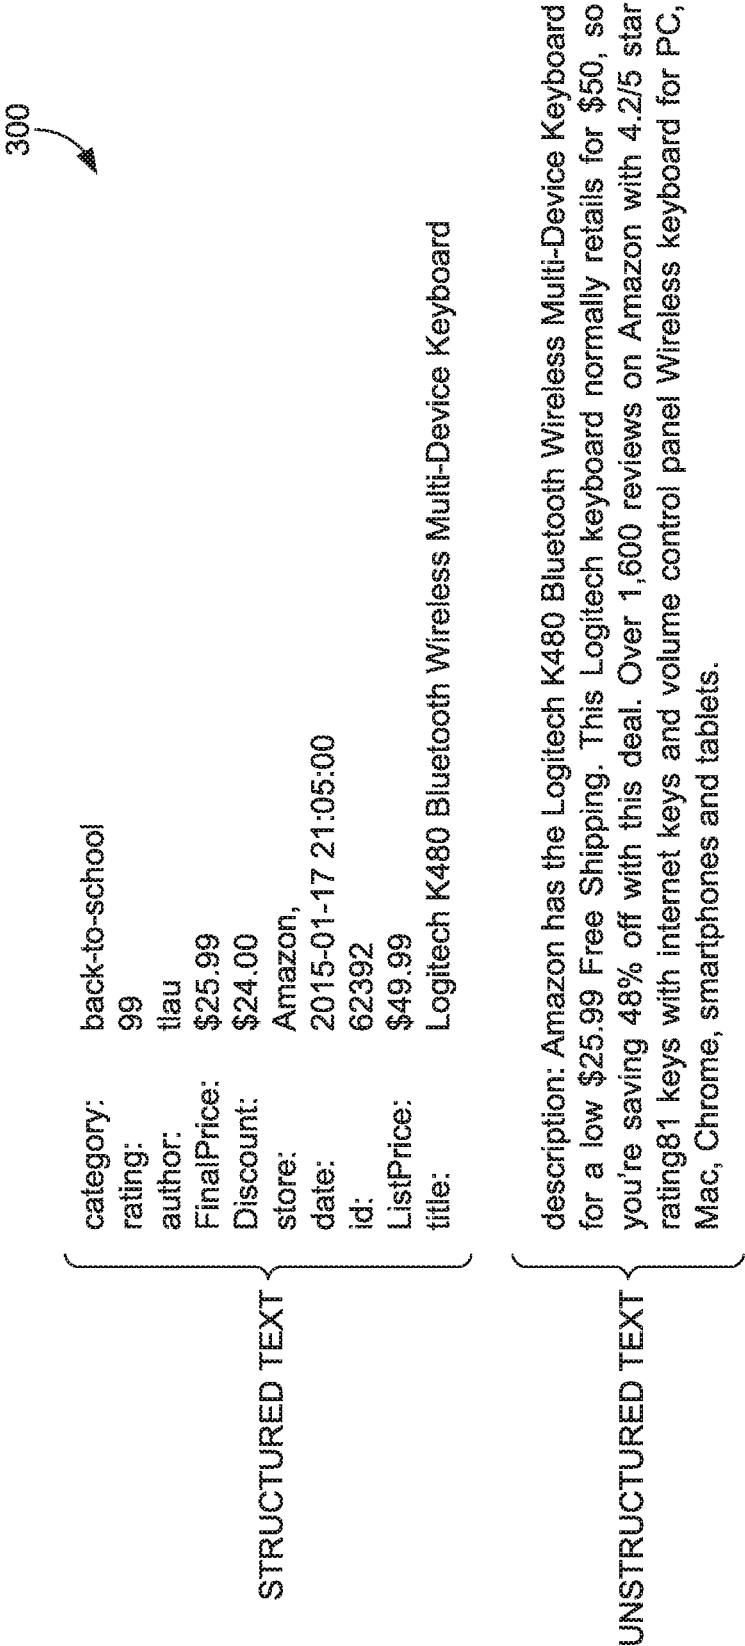 300
STRUCTURED TEXT
category: back-to-school
rating: 99
author: tlau
FinalPrice: $25.99
Discount: $24.00
store: Amazon,
date: 2015-01-17 21:05:00
id: 62392
ListPrice: $49.99
title: Logitech K480 Bluetooth Wireless Multi-Device Keyboard
UNSTRUCTURED TEXT
description: Amazon has the Logitech K480 Bluetooth Wireless Multi-Device Keyboard
for a low $25.99 Free Shipping. This Logitech keyboard normally retails for $50, so
you're saving 48% off with this deal. Over 1,600 reviews on Amazon with 4.2/5 star
rating81 keys with internet keys and volume control panel Wireless keyboard for PC,
Mac, Chrome, smartphones and tablets.